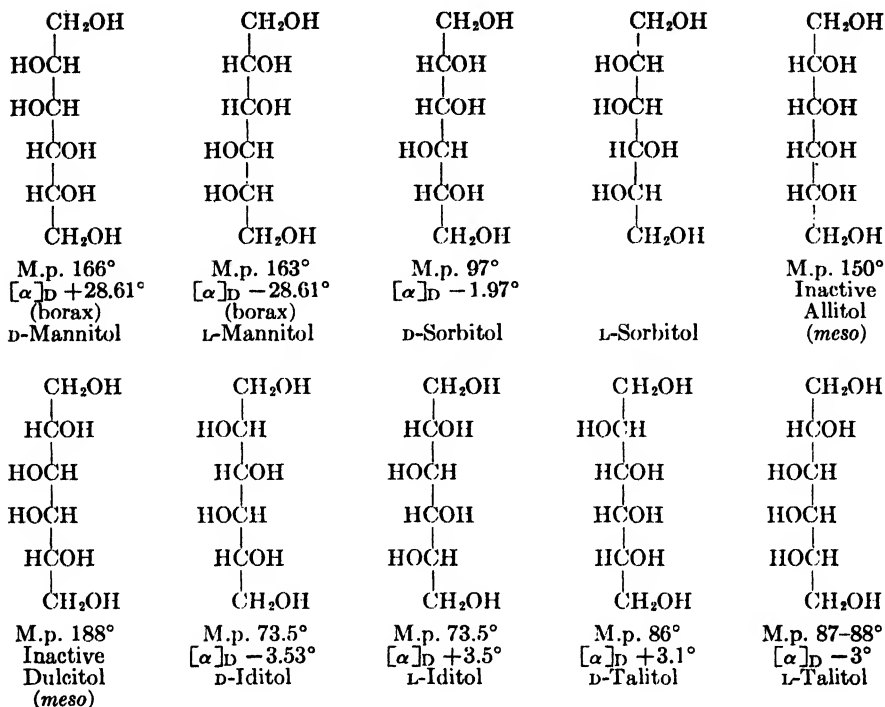 CH₂OH CH₂OH CH₂OH CH₂OH CH₂OH
HOCH HCOH HCOH HOCH HCOH
HOCH HCOH HCOH HOCH HCOH
HCOH HOCH HOCH HCOH HCOH
HCOH HOCH HCOH HOCH HCOH
CH₂OH CH₂OH CH₂OH CH₂OH CH₂OH
M.p. 166° M.p. 163° M.p. 97° M.p. 150°
[α]D +28.61° [α]D −28.61° [α]D −1.97° Inactive
(borax) (borax) Allitol
D-Mannitol L-Mannitol D-Sorbitol L-Sorbitol (meso)
CH₂OH CH₂OH CH₂OH CH₂OH CH₂OH
HCOH HOCH HCOH HOCH HCOH
HOCH HCOH HOCH HCOH HOCH
HOCH HOCH HCOH HCOH HOCH
HCOH HCOH HOCH HCOH HOCH
CH₂OH CH₂OH CH₂OH CH₂OH CH₂OH
M.p. 188° M.p. 73.5° M.p. 73.5° M.p. 86° M.p. 87–88°
Inactive [α]D −3.53° [α]D +3.5° [α]D +3.1° [α]D −3°
Dulcitol D-Iditol L-Iditol D-Talitol L-Talitol
(meso)